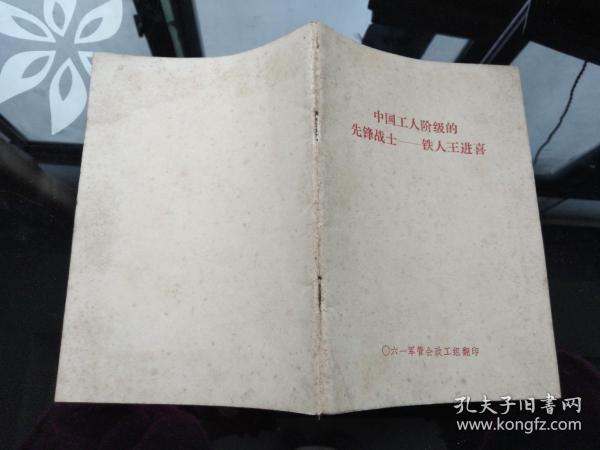 中国工人阶级的
先锋战士——铁人王进喜
〇六一军管会政工组翻印
孔夫子旧书网
www.kongfz.com